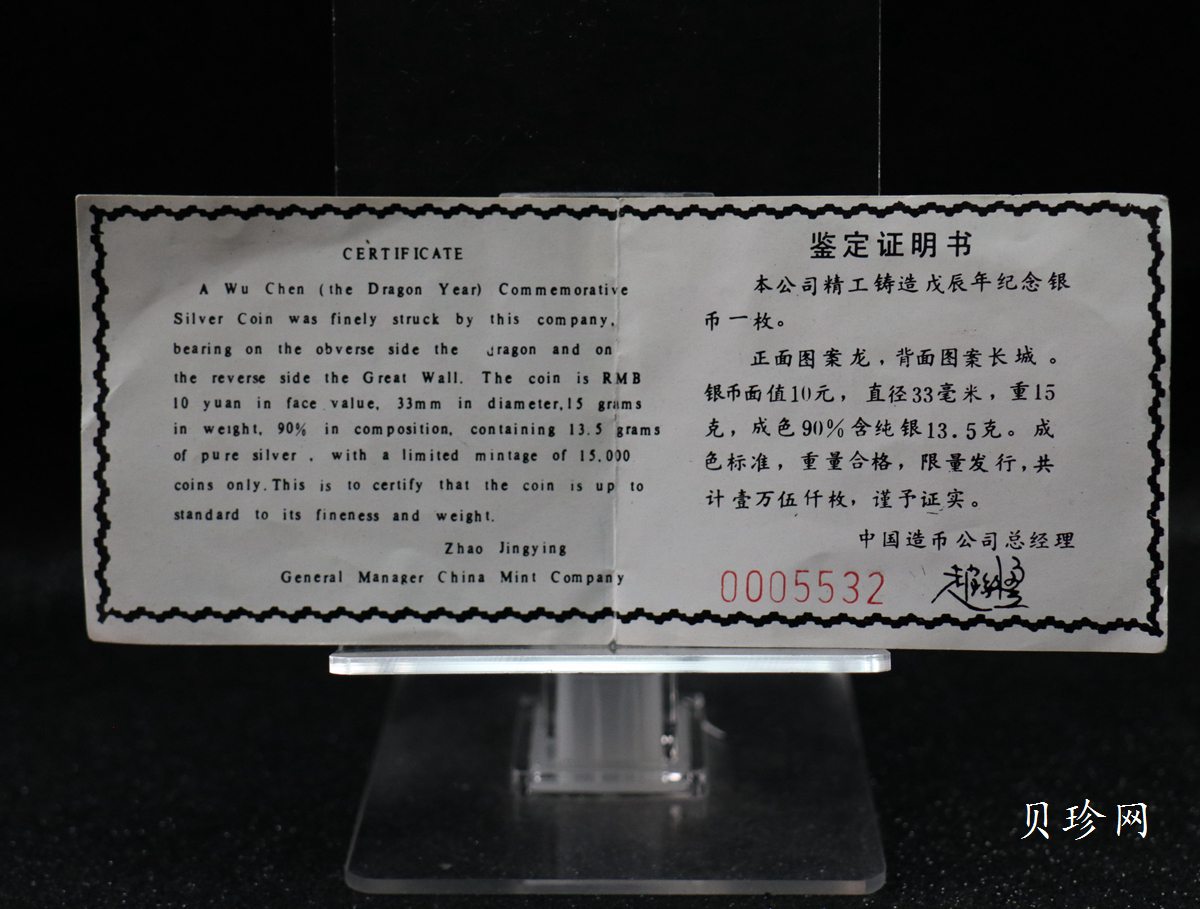 CERTIFICATE
A Wu Chen (the Dragon Year) Commemorative
Silver Coin was finely struck by this company,
bearing on the obverse side the dragon and on
the reverse side the Great Wall. The coin is RMB
10 yuan in face value, 33mm in diameter,15 grams
in weight, 90% in composition, containing 13.5 grams
of pure silver , with a limited mintage of 15,000
coins only.This is to certify that the coin is up to
standard to its fineness and weight.
Zhao Jingying
General Manager China Mint Company
鉴定证明书
本公司精工铸造戊辰年纪念银
币一枚。
正面图案龙，背面图案长城。
银币面值10元，直径33毫米，重15
克，成色90%含纯银13.5克。成
色标准，重量合格，限量发行，共
计壹万伍仟枚，谨予证实。
中国造币公司总经理
0005532
贝珍网